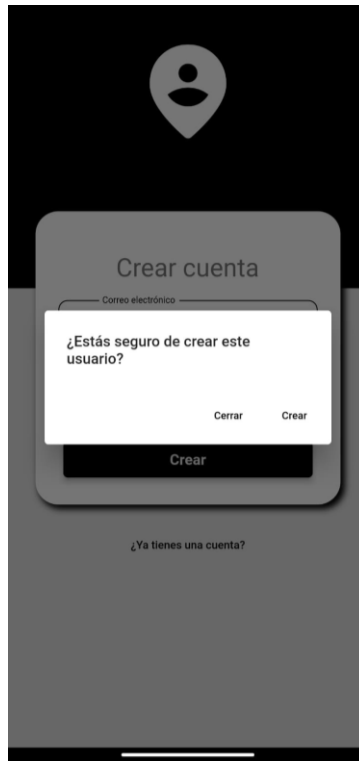 Crear cuenta
Correo electrónico
¿Estás seguro de crear este
usuario?
Cerrar Crear
Crear
¿Ya tienes una cuenta?